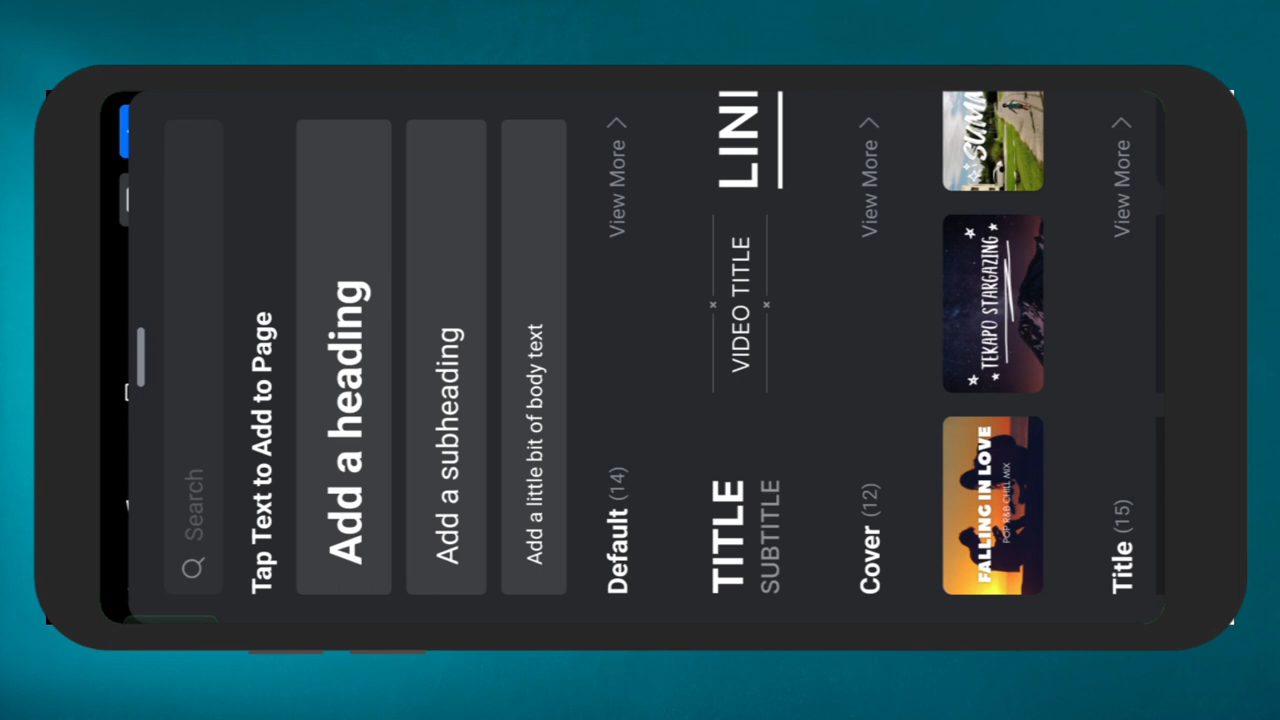 Search
Tap Text to Add to Page
Add a heading
Add a subheading
Add a little bit of body text
Default (14)
View More
TITLE
SUBTITLE
VIDEO TITLE
LINI
Cover (12)
View More
FALLING IN LOVE
POP R&B CHILL MIX
TEKAPO STARGAZING
SUMM
Title (15)
View More